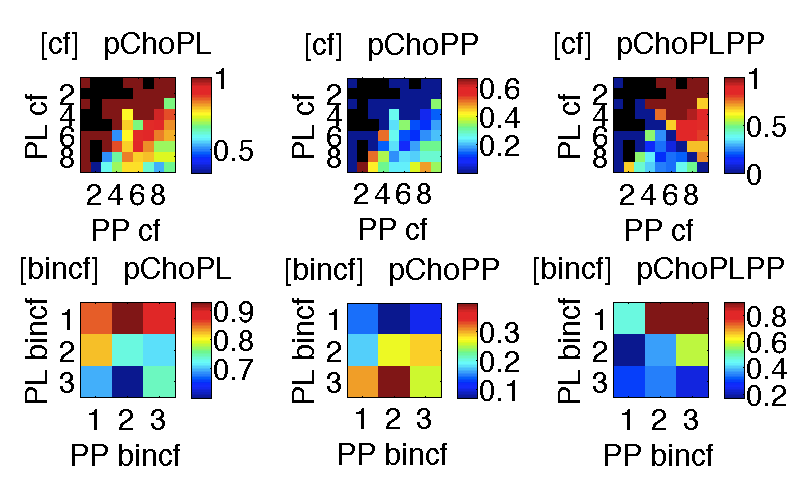 [cf] pChoPL
[cf] pChoPP
[cf] pChoPLPP
PL cf
2
4
6
8
2 4 6 8
PP cf
1
0.5
PL cf
2
4
6
8
2 4 6 8
PP cf
0.6
0.4
0.2
PL cf
2
4
6
8
2 4 6 8
PP cf
1
0.5
0
[bincf] pChoPL
[bincf] pChoPP
[bincf] pChoPLPP
PL bincf
1
2
3
1 2 3
PP bincf
0.9
0.8
0.7
PL bincf
1
2
3
1 2 3
PP bincf
0.3
0.2
0.1
PL bincf
1
2
3
1 2 3
PP bincf
0.8
0.6
0.4
0.2